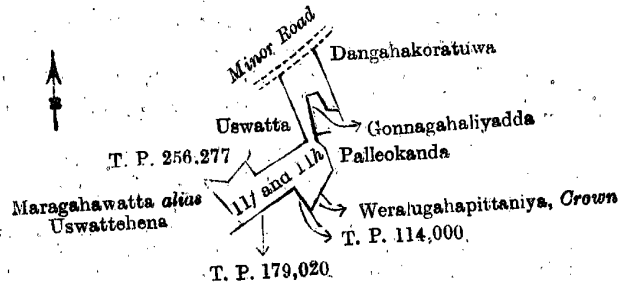 Minor Road
Dangahakoratuwa
Uswatta
Gonnagahaliyadda
T. P. 256,277
Palleokanda
11f and 11h
Maragahawatta alias
Uswattehena
Weralugahapittaniya, Crown
T. P. 114,000
T. P. 179,020